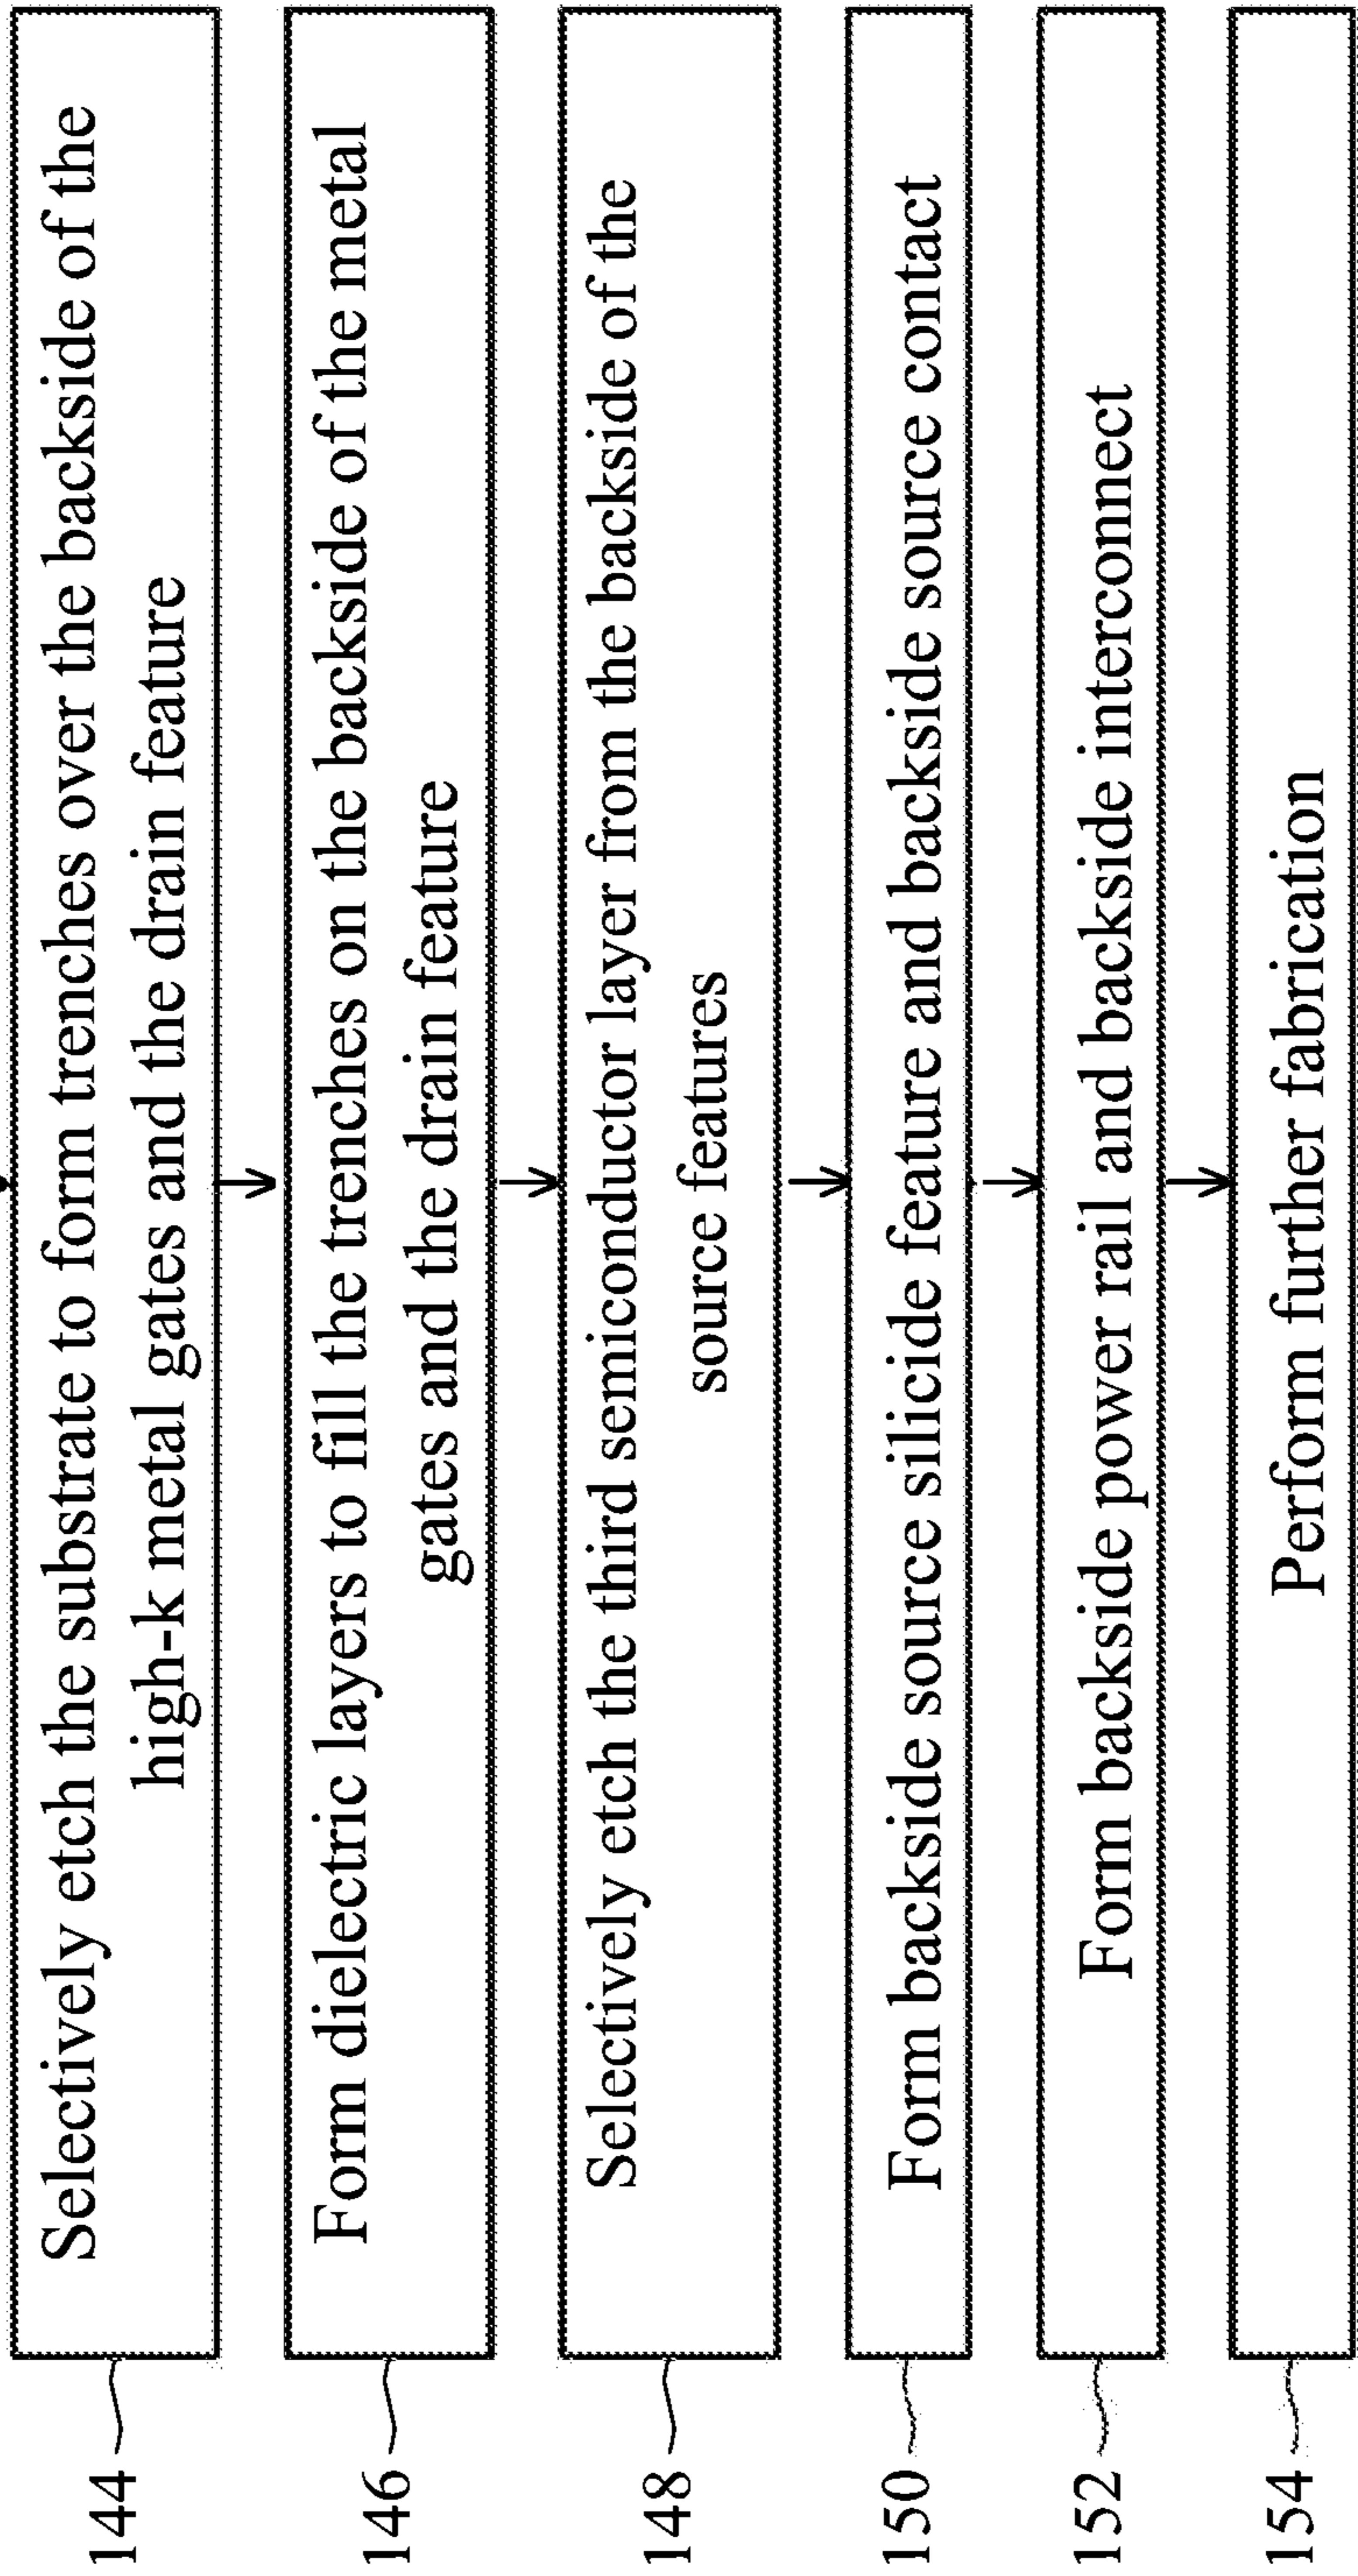 144
Selectively etch the substrate to form trenches over the backside of the
high-k metal gates and the drain feature
146
Form dielectric layers to fill the trenches on the backside of the metal
gates and the drain feature
148
Selectively etch the third semiconductor layer from the backside of the
source features
150
Form backside source silicide feature and backside source contact
152
Form backside power rail and backside interconnect
154
Perform further fabrication